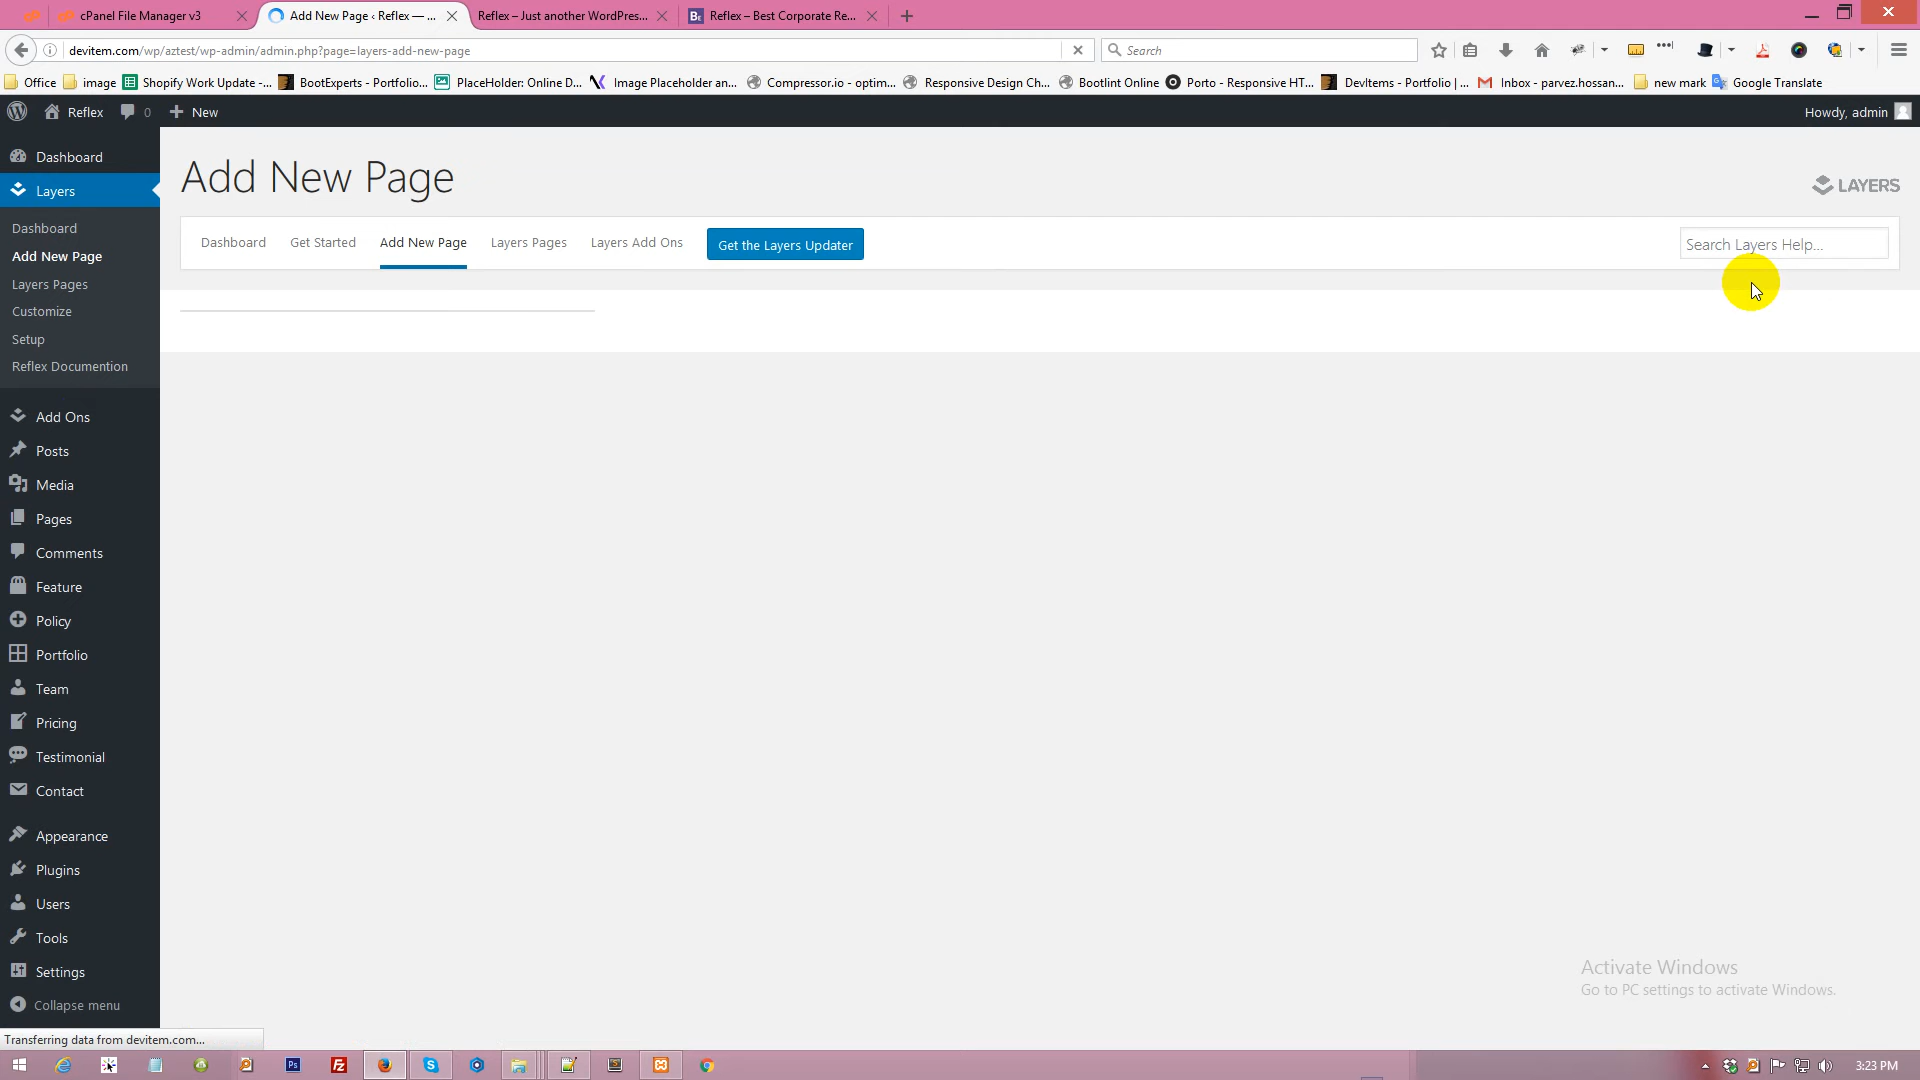 cPanel File Manager v3
Add New Page ‹ Reflex — ...
Reflex – Just another WordPres...
Reflex – Best Corporate Re...
devitem.com/wp/aztest/wp-admin/admin.php?page=layers-add-new-page
Search
Office
image
Shopify Work Update -...
BootExperts - Portfolio...
PlaceHolder: Online D...
Image Placeholder an...
Compressor.io - optim...
Responsive Design Ch...
Bootlint Online
Porto - Responsive HT...
DevItems - Portfolio | ...
Inbox - parvez.hossan...
new mark
Google Translate
Reflex
0
New
Howdy, admin
Dashboard
Layers
Dashboard
Add New Page
Layers Pages
Customize
Setup
Reflex Documention
Add Ons
Posts
Media
Pages
Comments
Feature
Policy
Portfolio
Team
Pricing
Testimonial
Contact
Appearance
Plugins
Users
Tools
Settings
Collapse menu
Add New Page
LAYERS
Dashboard
Get Started
Add New Page
Layers Pages
Layers Add Ons
Get the Layers Updater
Search Layers Help...
Activate Windows
Go to PC settings to activate Windows.
Transferring data from devitem.com...
3:23 PM